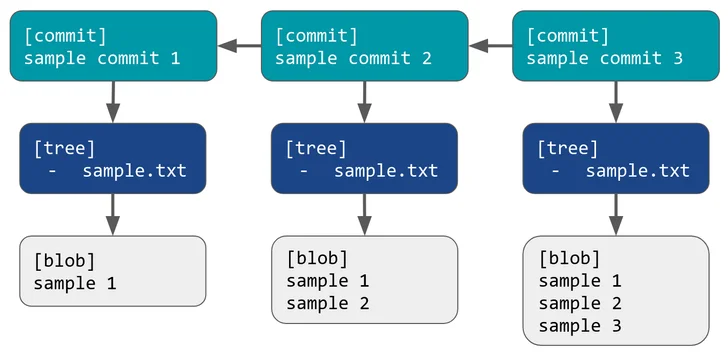 [commit]
sample commit 1
[commit]
sample commit 2
[commit]
sample commit 3
[tree]
- sample.txt
[tree]
- sample.txt
[tree]
- sample.txt
[blob]
sample 1
[blob]
sample 1
sample 2
[blob]
sample 1
sample 2
sample 3